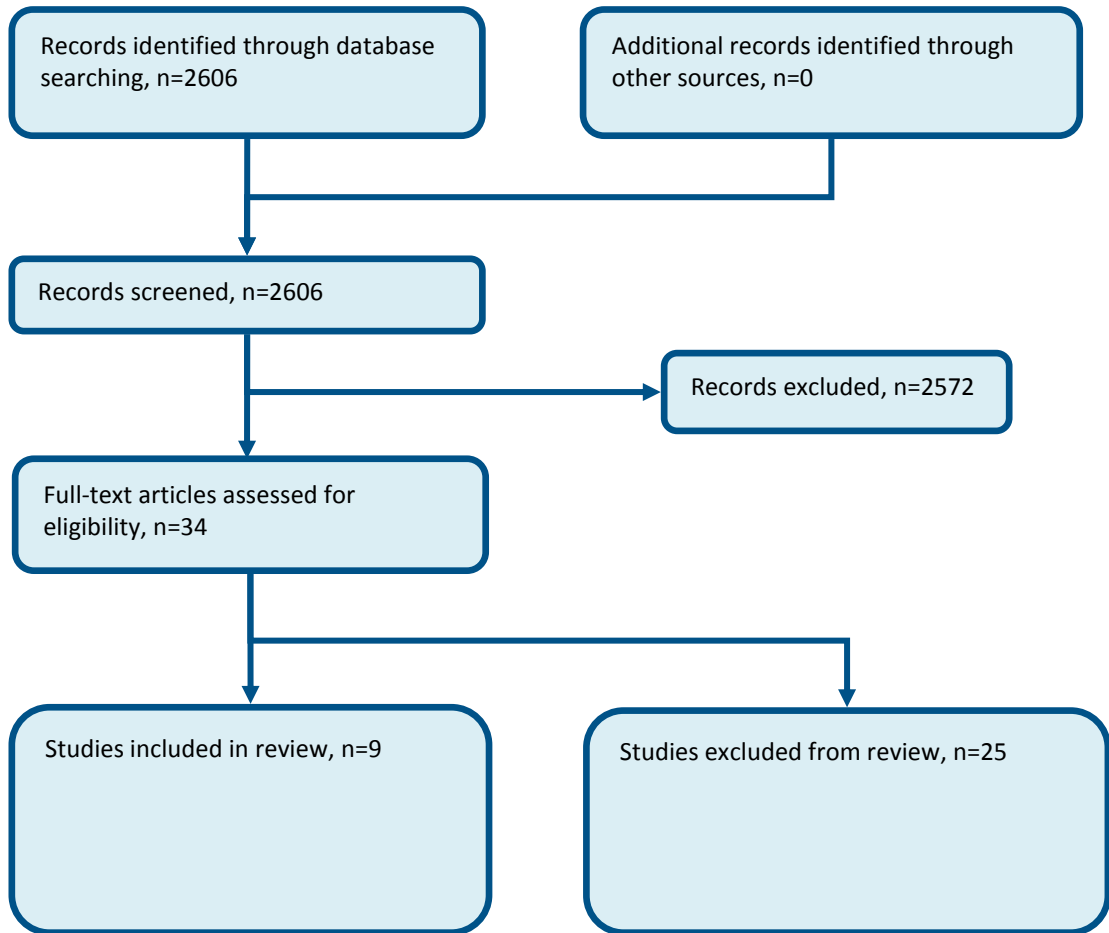 Records identified through database
searching, n=2606
Additional records identified through
other sources, n=0
Records screened, n=2606
Records excluded, n=2572
Full-text articles assessed for
eligibility, n=34
Studies included in review, n=9
Studies excluded from review, n=25